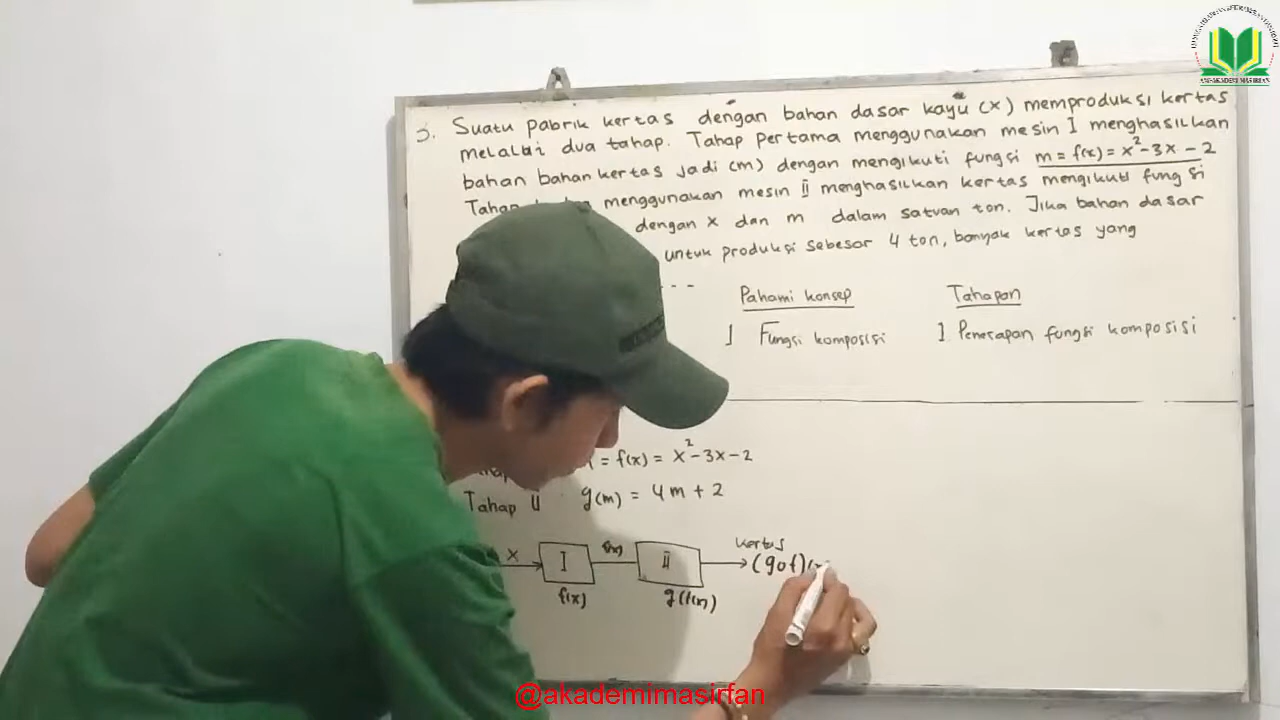 3. Suatu pabrik kertas dengan bahan dasar kayu (x) memproduksi kertas
melalui dua tahap. Tahap pertama menggunakan mesin I menghasilkan
bahan bahan kertas jadi (m) dengan mengikuti fungsi m = f(x) = x²-3x-2
Tahap menggunakan mesin II menghasilkan kertas mengikuti fungsi
dengan x dan m dalam satuan ton. Jika bahan dasar
untuk produksi sebesar 4 ton, banyak kertas yang
---
Pahami konsep
Tahapan
1 Fungsi komposisi
1 Penerapan fungsi komposisi
= f(x) = x²-3x-2
Tahap II g(m) = 4m + 2
x
I
f(x)
II
kertas
(gof)(x
f(x)
g(f(x))
@akademimasirfan